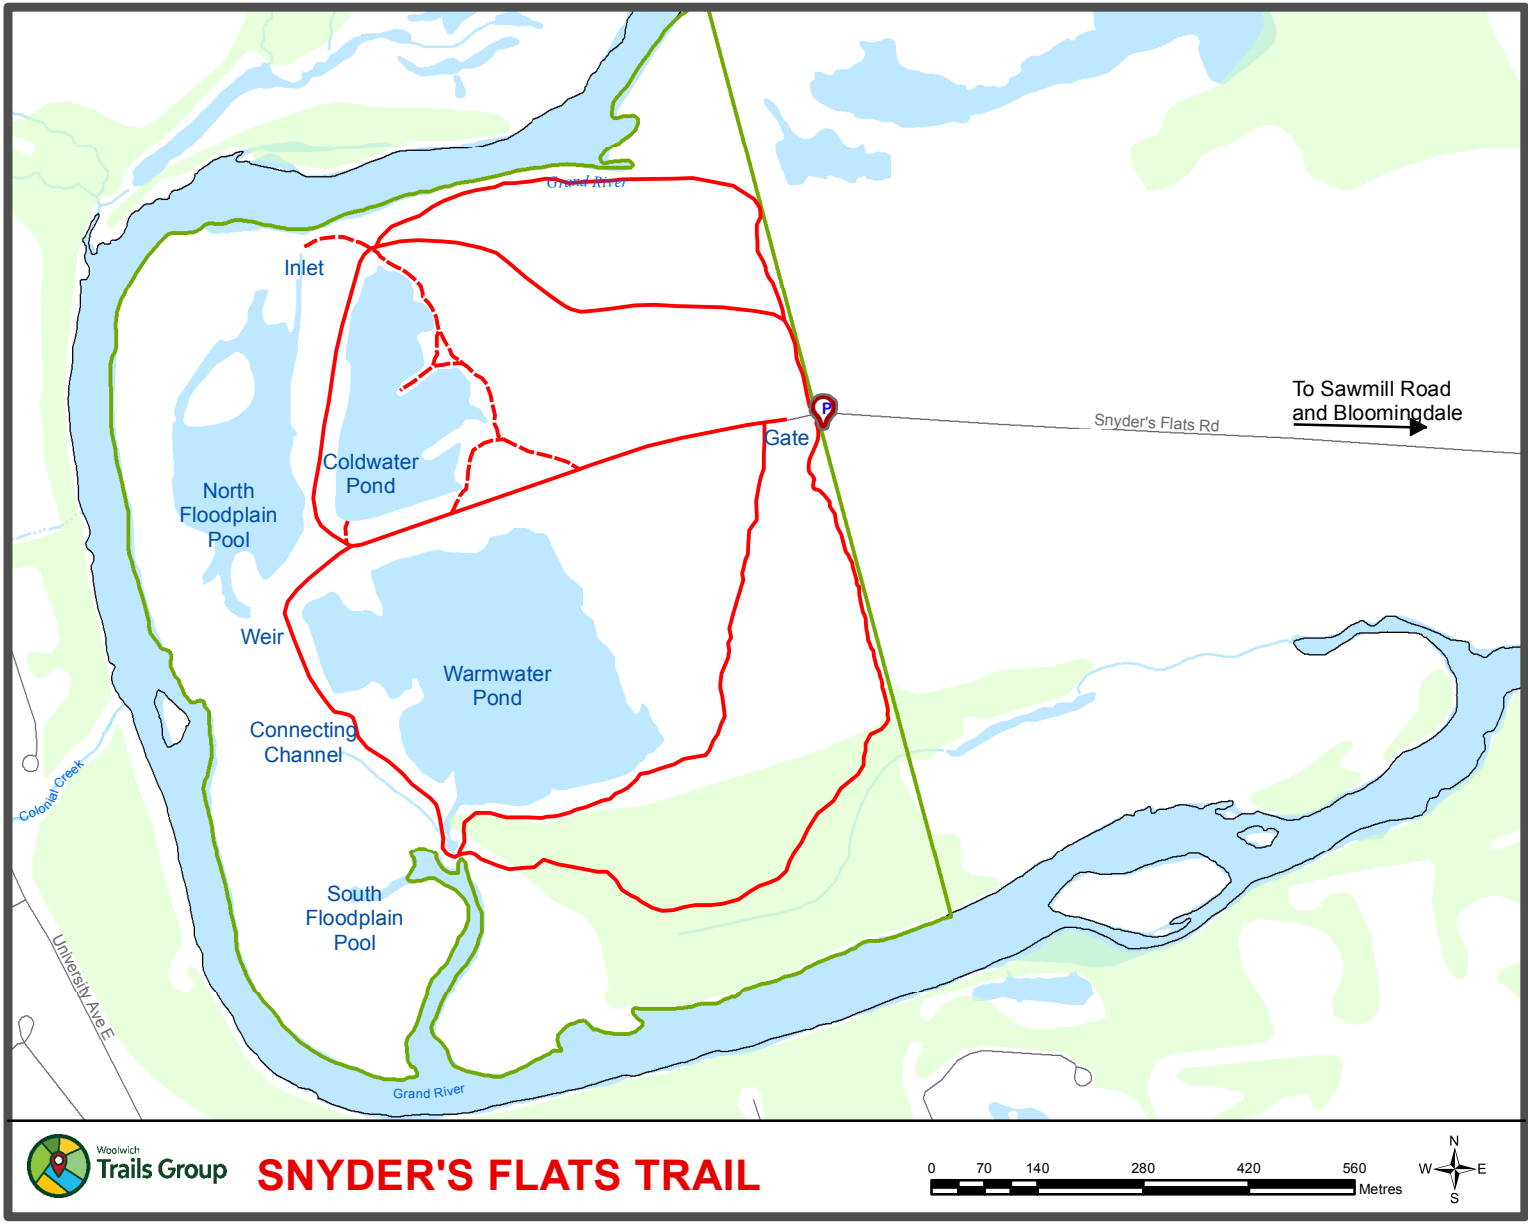 Grand River
Inlet
To Sawmill Road
and Bloomingdale
P
Snyder's Flats Rd
Gate
Coldwater
Pond
North
Floodplain
Pool
Weir
Warmwater
Pond
Connecting
Channel
Colonial Creek
South
Floodplain
Pool
University Ave E
Grand River
Woolwich
Trails Group
SNYDER'S FLATS TRAIL
0 70 140 280 420 560
Metres
N
W E
S